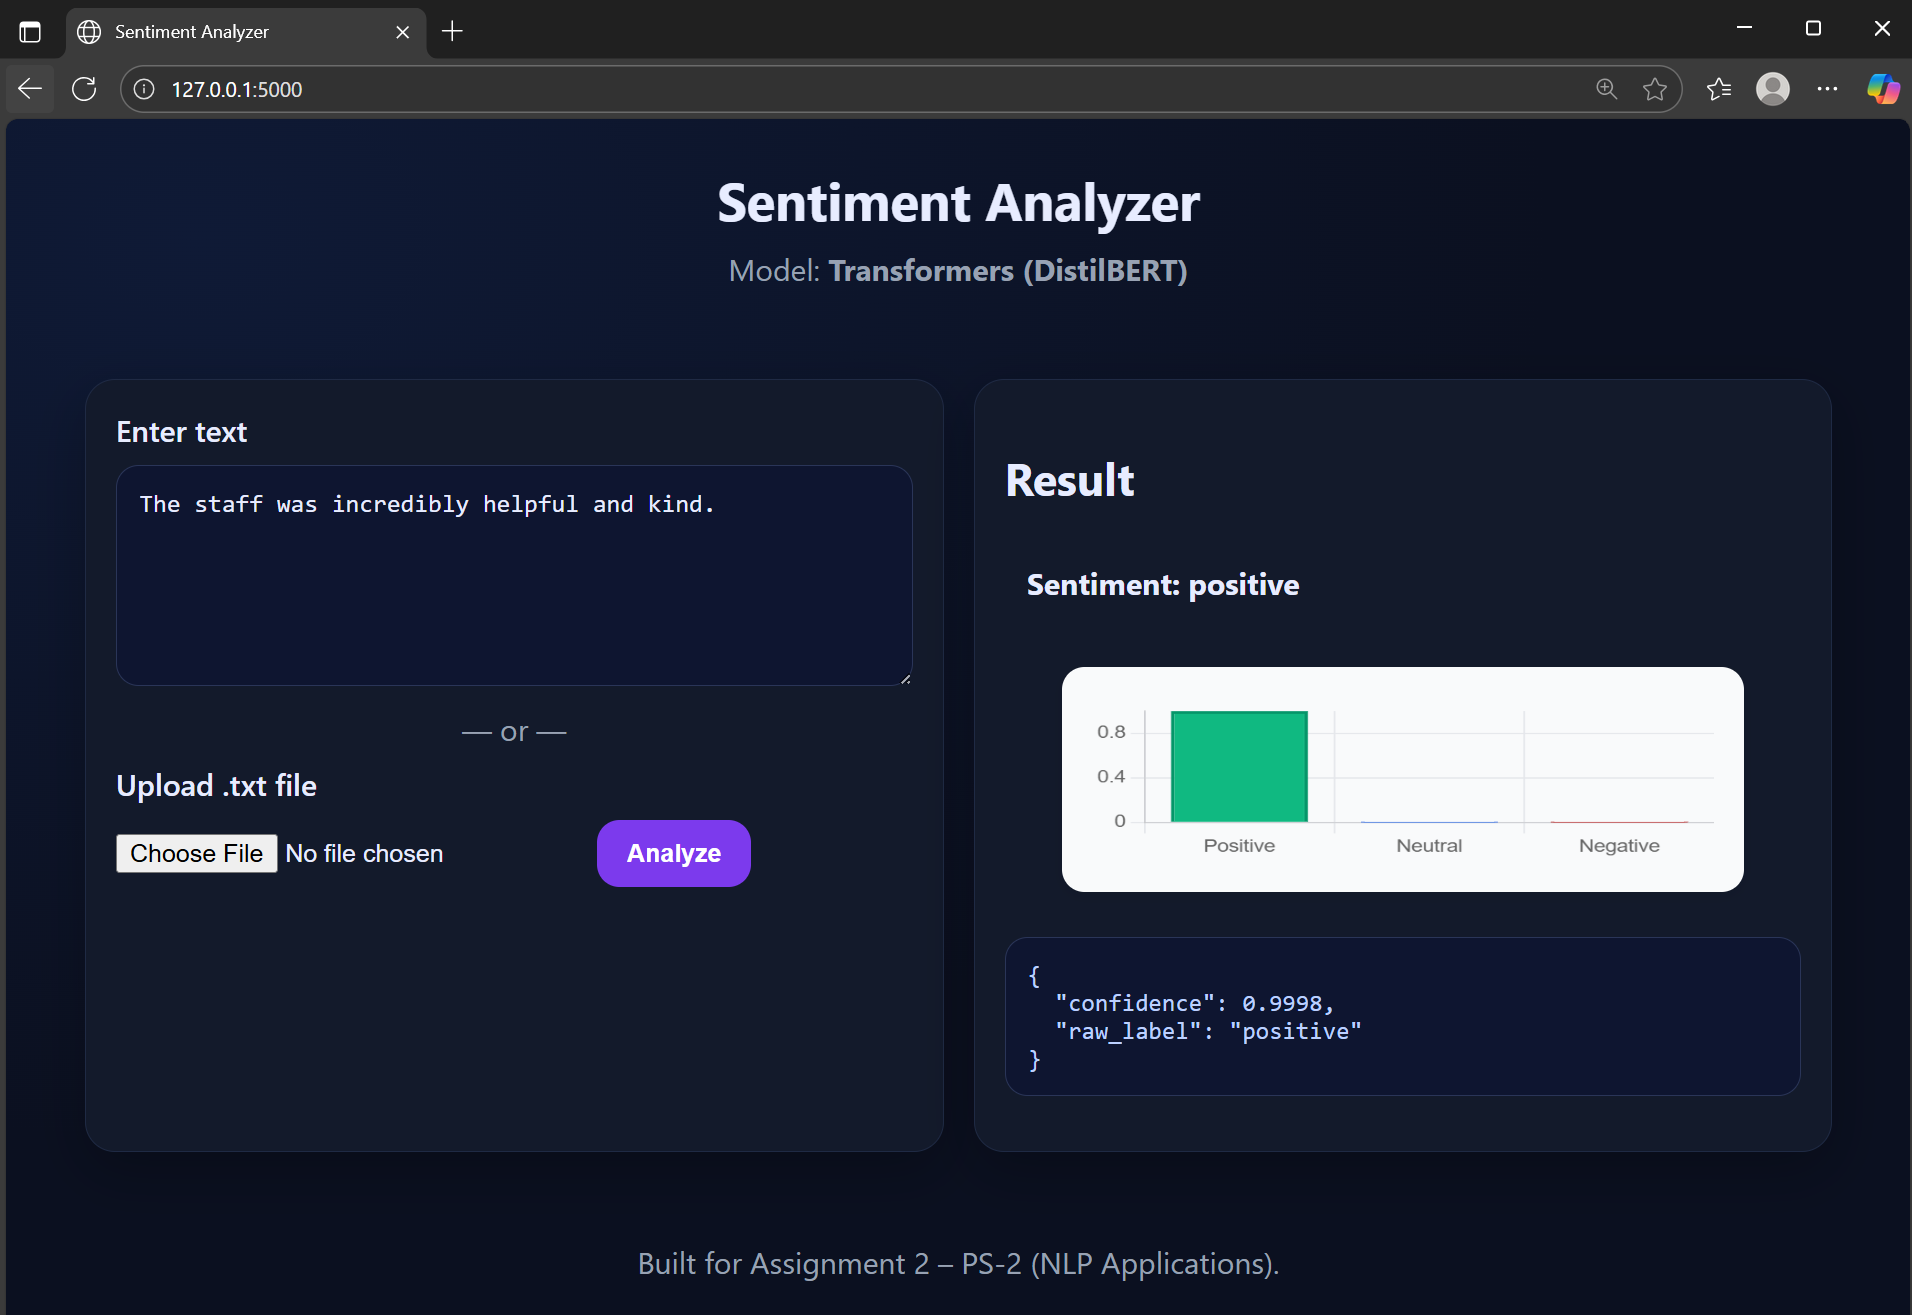 Sentiment Analyzer
127.0.0.1:5000
Sentiment Analyzer
Model: Transformers (DistilBERT)
Enter text
The staff was incredibly helpful and kind.
— or —
Upload .txt file
Choose File No file chosen
Analyze
Result
Sentiment: positive
0.8
0.4
0
Positive Neutral Negative
{
"confidence": 0.9998,
"raw_label": "positive"
}
Built for Assignment 2 – PS-2 (NLP Applications).